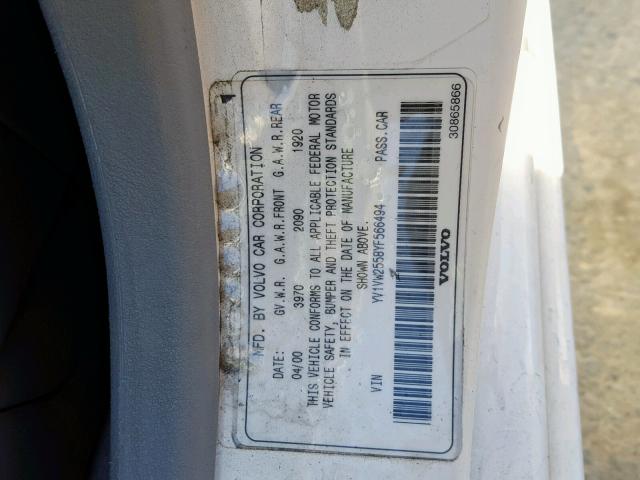 MFD. BY VOLVO CAR CORPORATION
DATE: GV.W.R. G.A.W.R.FRONT G.A.W.R.REAR
04/00 3970 2090 1920
THIS VEHICLE CONFORMS TO ALL APPLICABLE FEDERAL MOTOR
VEHICLE SAFETY, BUMPER AND THEFT PROTECTION STANDARDS
IN EFFECT ON THE DATE OF MANUFACTURE
SHOWN ABOVE.
VIN YV1VW2558YF566494 PASS.CAR
VOLVO 30865866